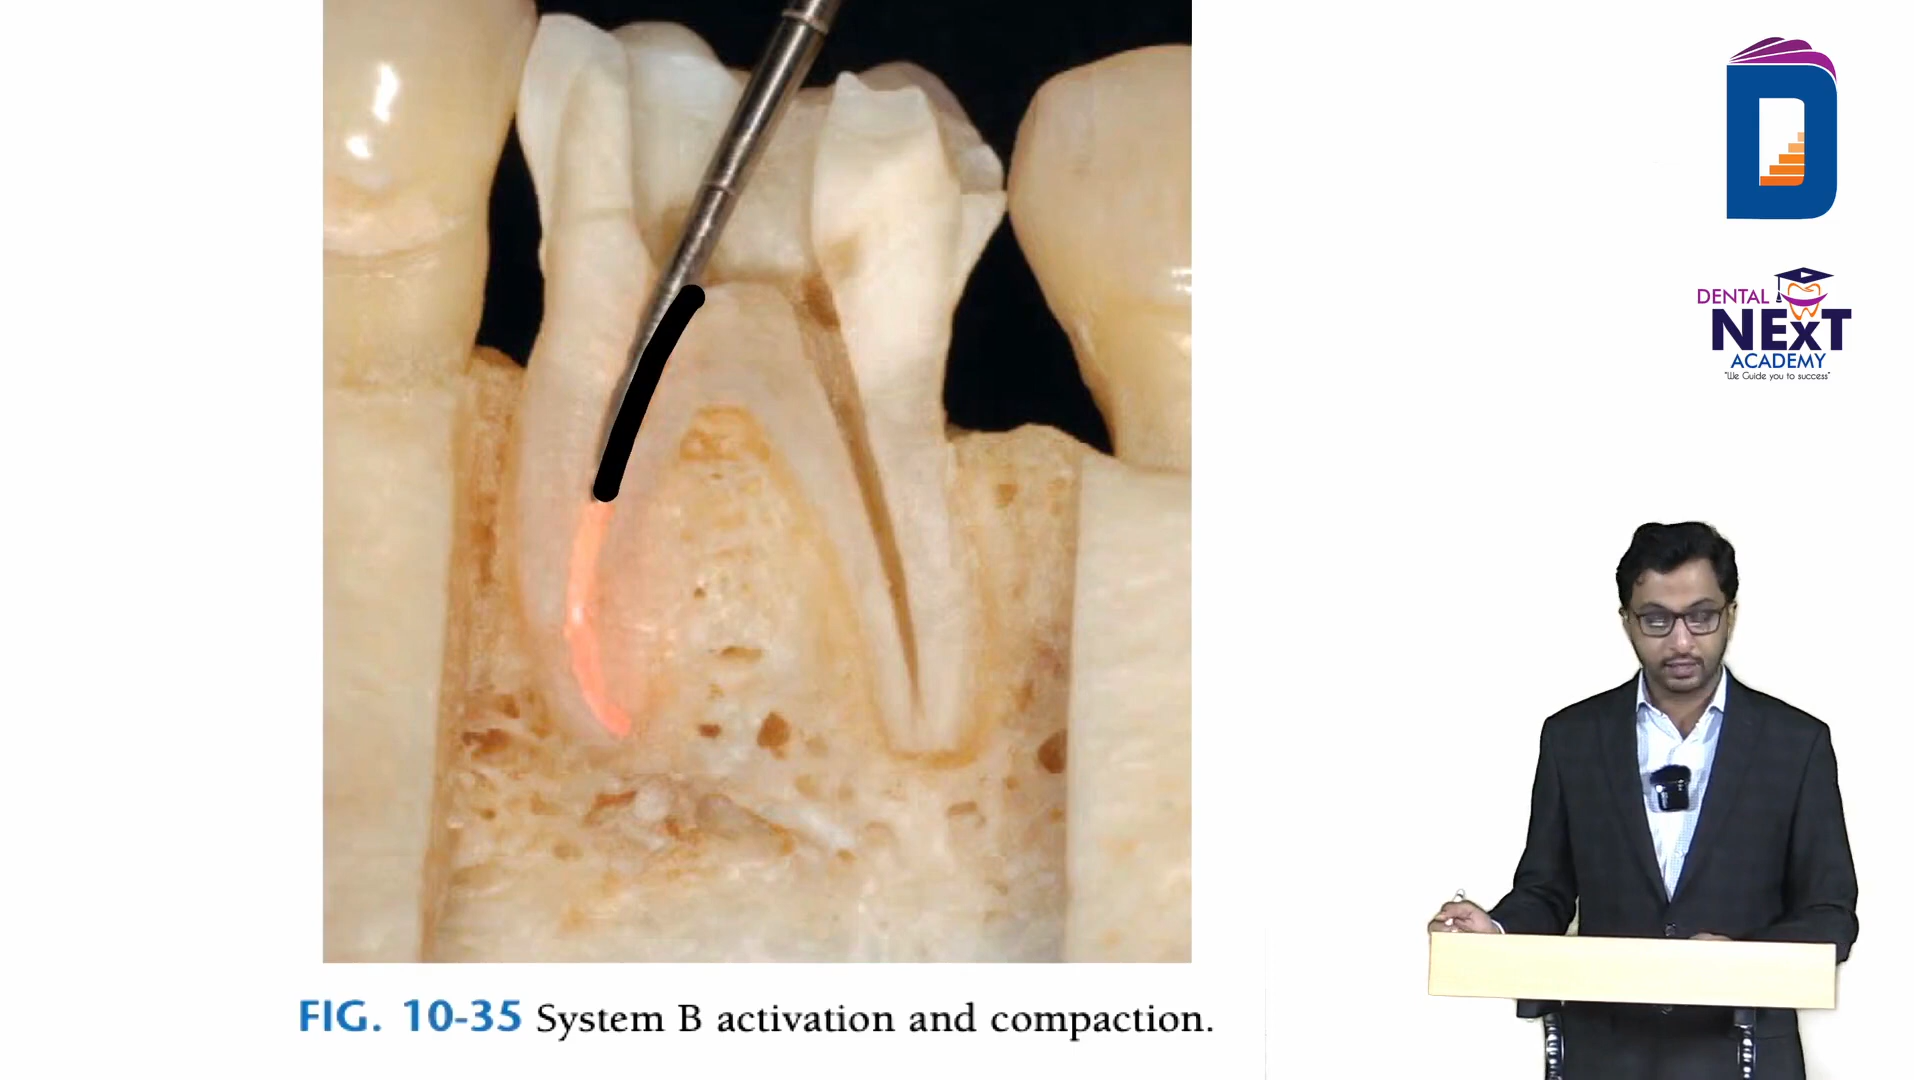 DENTAL
NExT
ACADEMY
"We Guide you to success"
FIG. 10-35 System B activation and compaction.